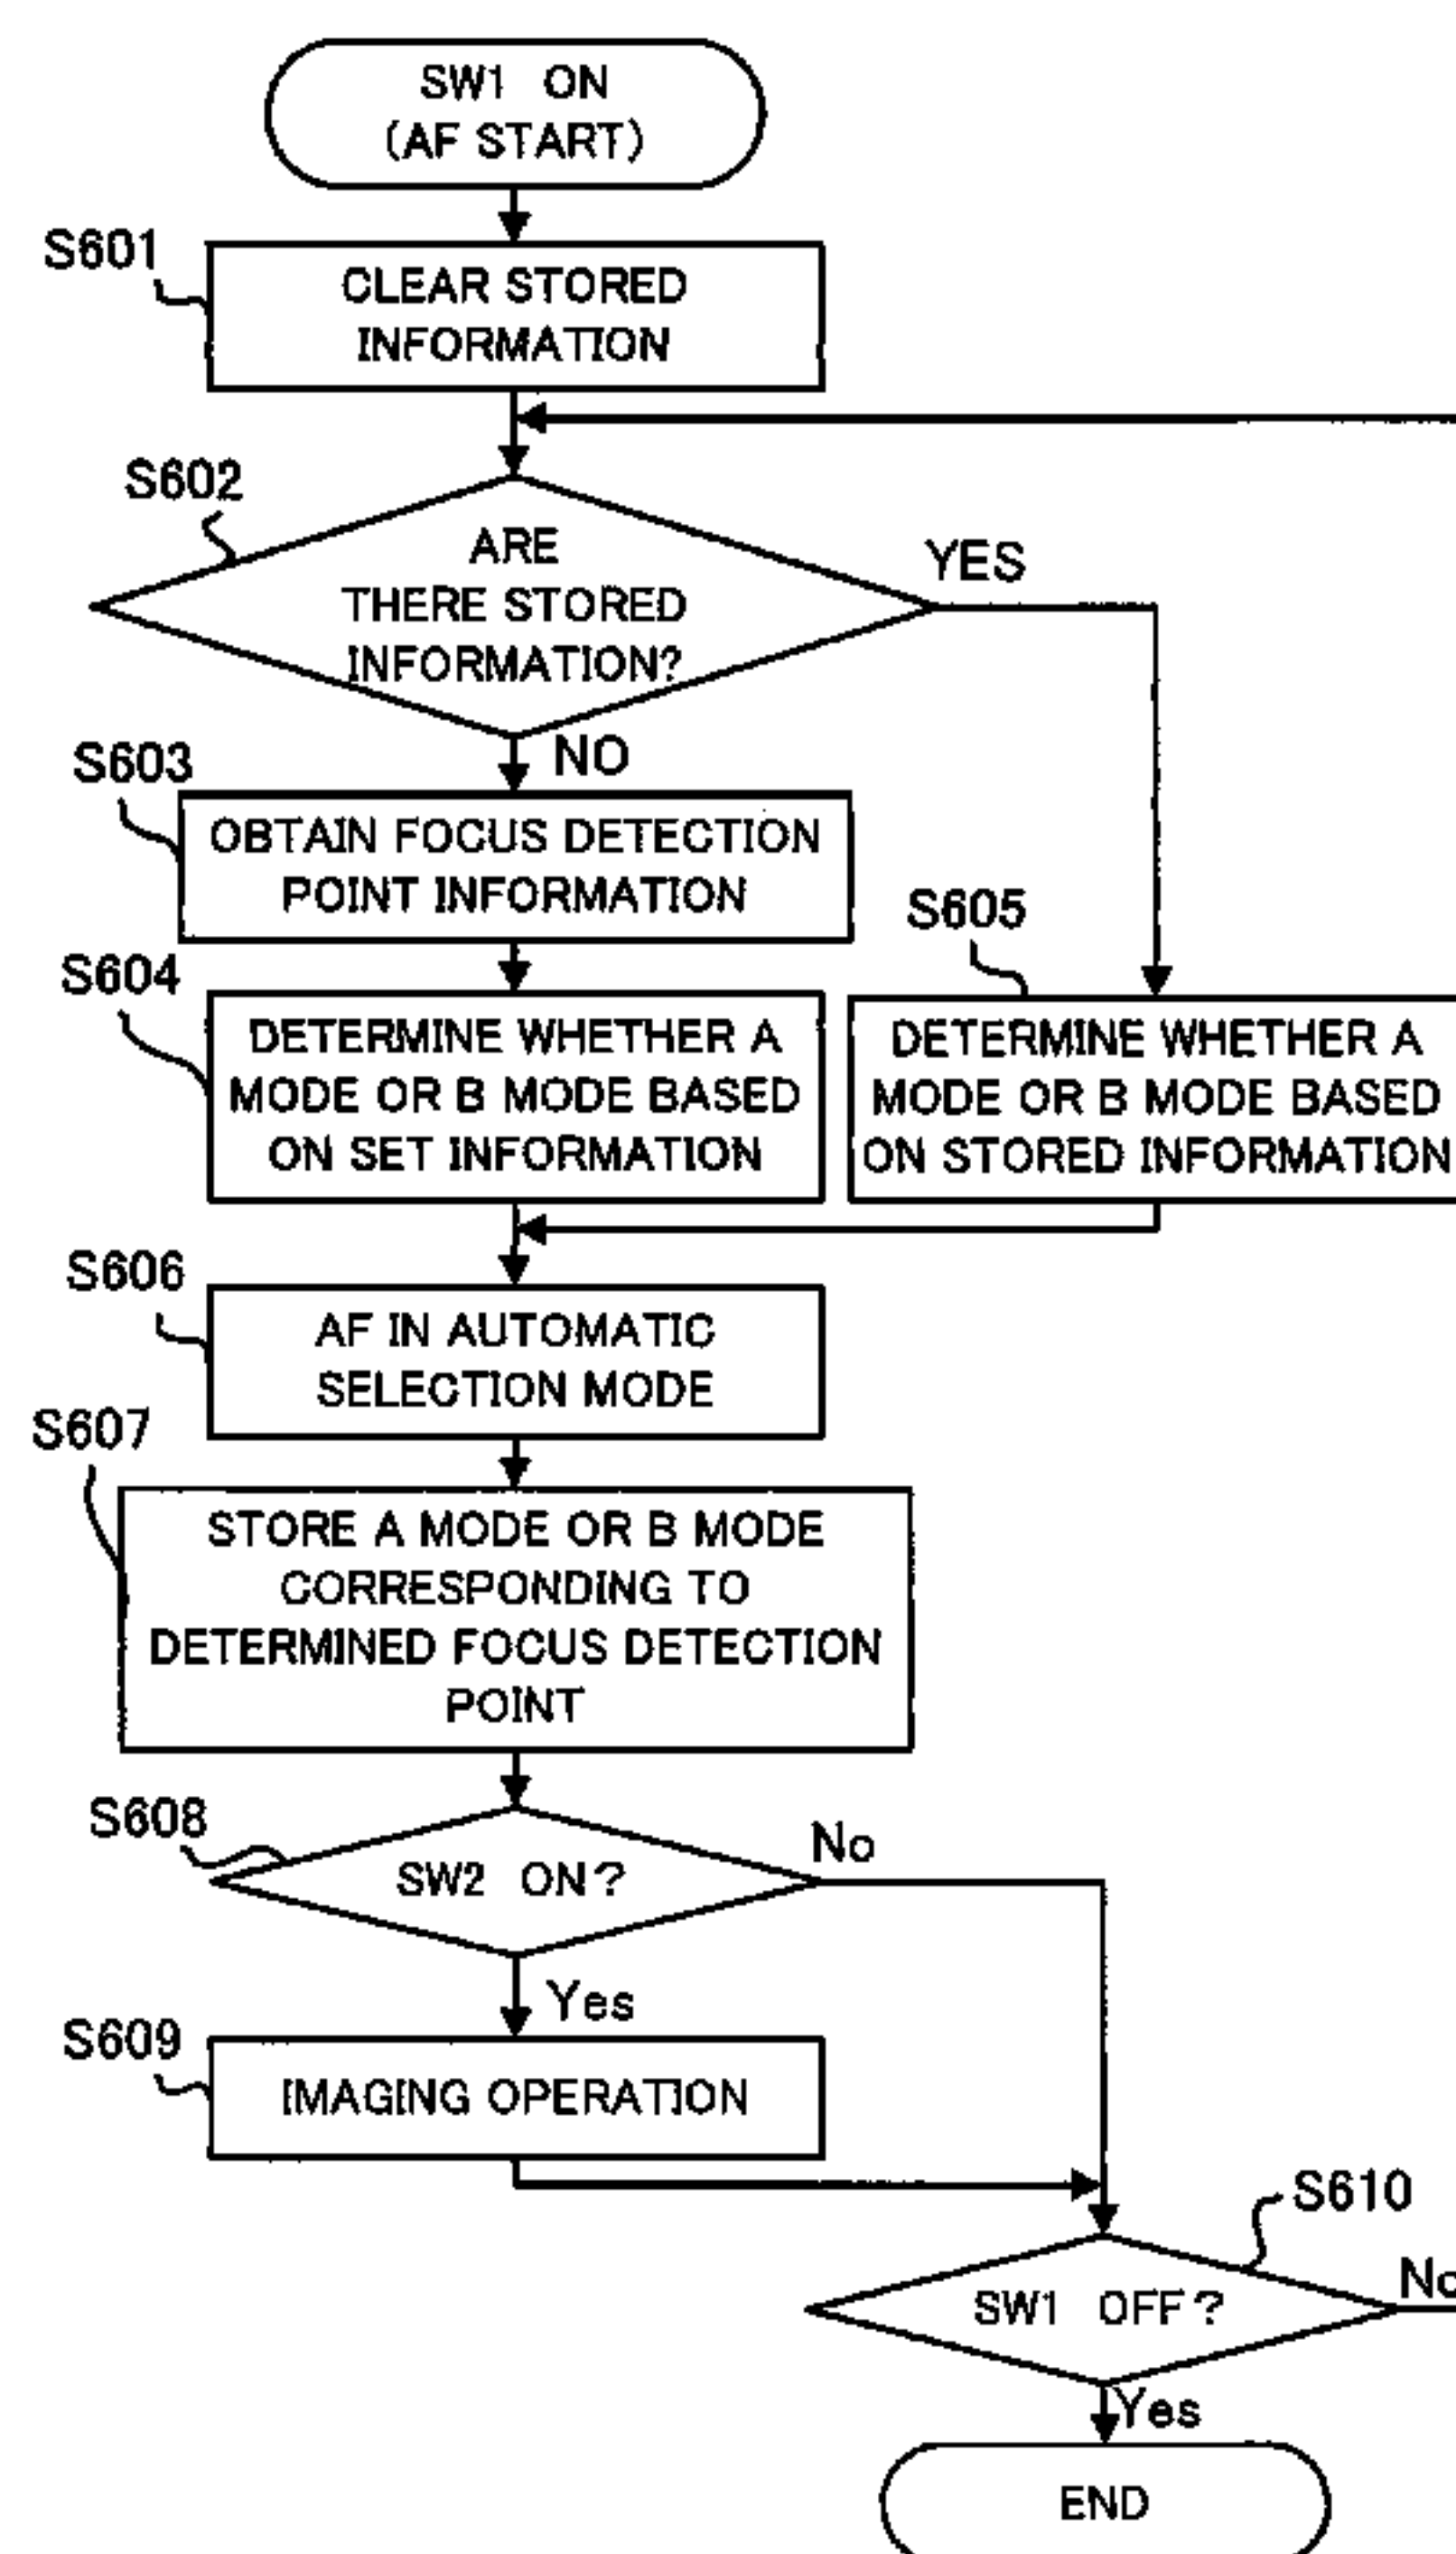 SW1 ON
(AF START)
S601
CLEAR STORED
INFORMATION
S602
ARE
THERE STORED
INFORMATION?
YES
NO
S603
OBTAIN FOCUS DETECTION
POINT INFORMATION
S604
DETERMINE WHETHER A
MODE OR B MODE BASED
ON SET INFORMATION
S605
DETERMINE WHETHER A
MODE OR B MODE BASED
ON STORED INFORMATION
S606
AF IN AUTOMATIC
SELECTION MODE
S607
STORE A MODE OR B MODE
CORRESPONDING TO
DETERMINED FOCUS DETECTION
POINT
S608
SW2 ON?
No
Yes
S609
IMAGING OPERATION
S610
SW1 OFF?
No
Yes
END